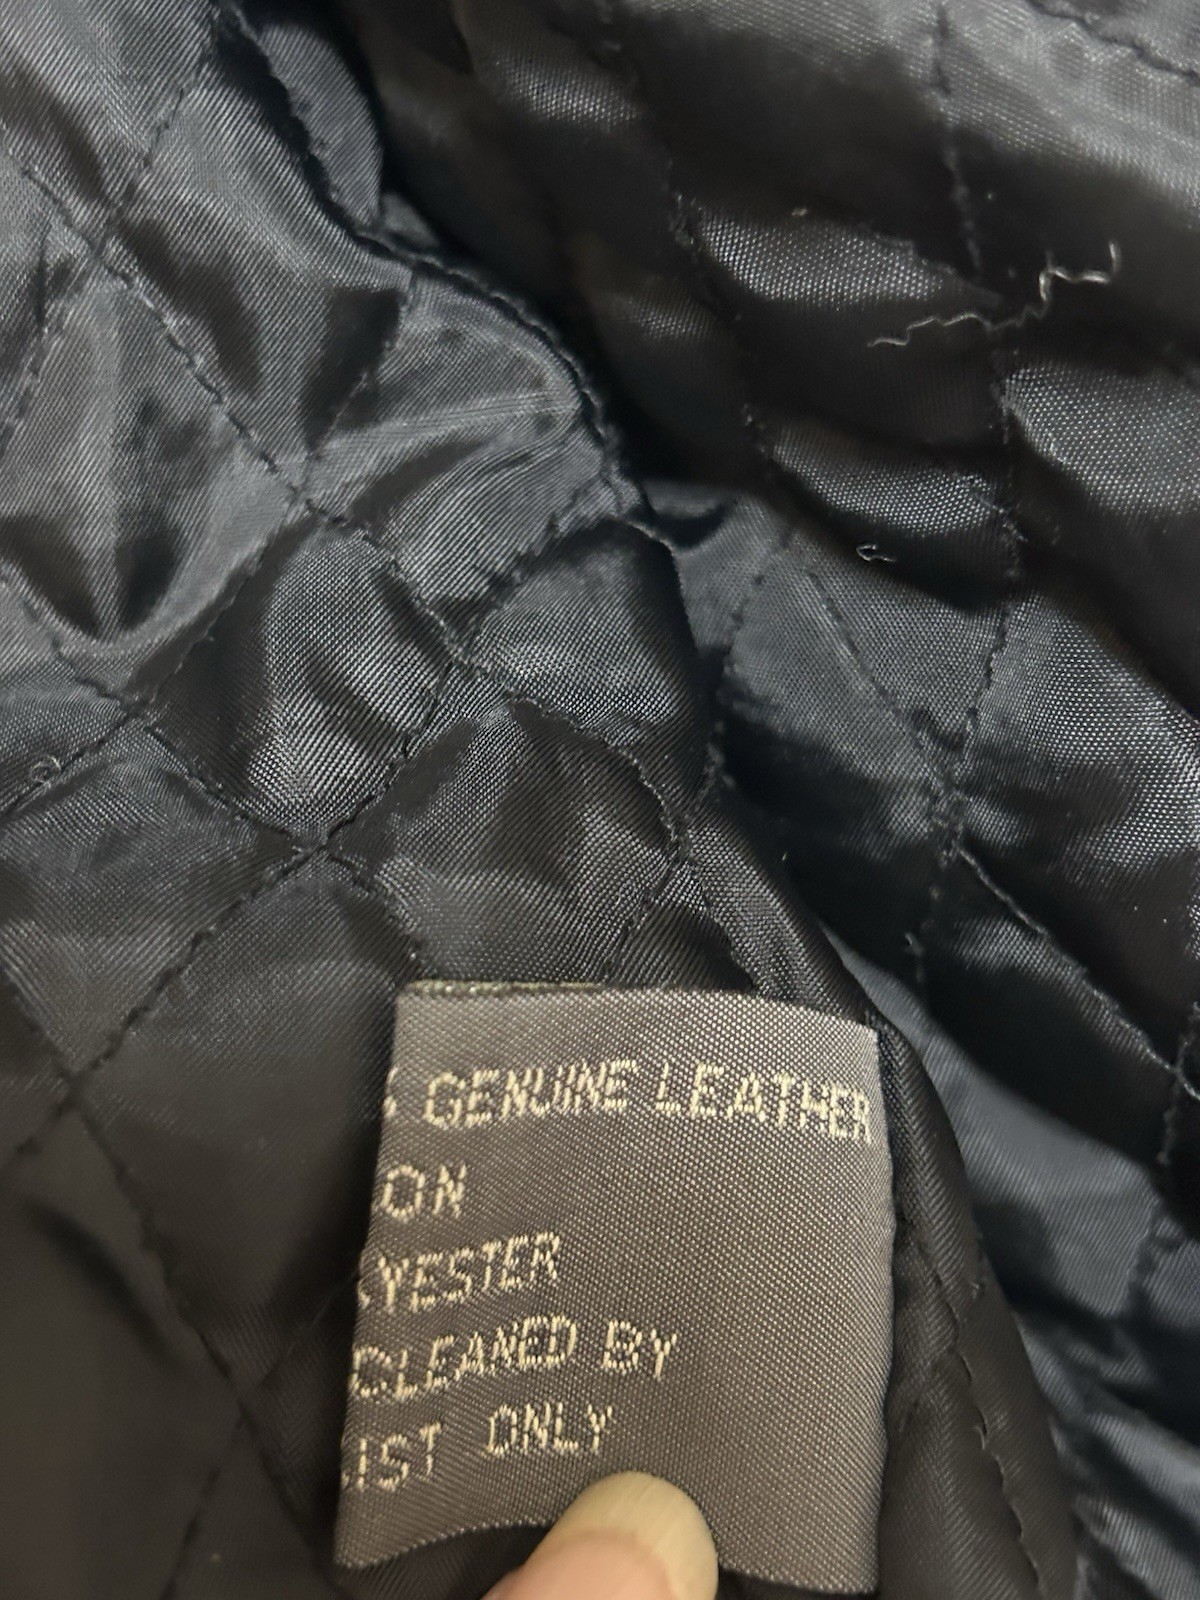 GENUINE LEATHER
ON
YESTER
CLEANED BY
IST ONLY